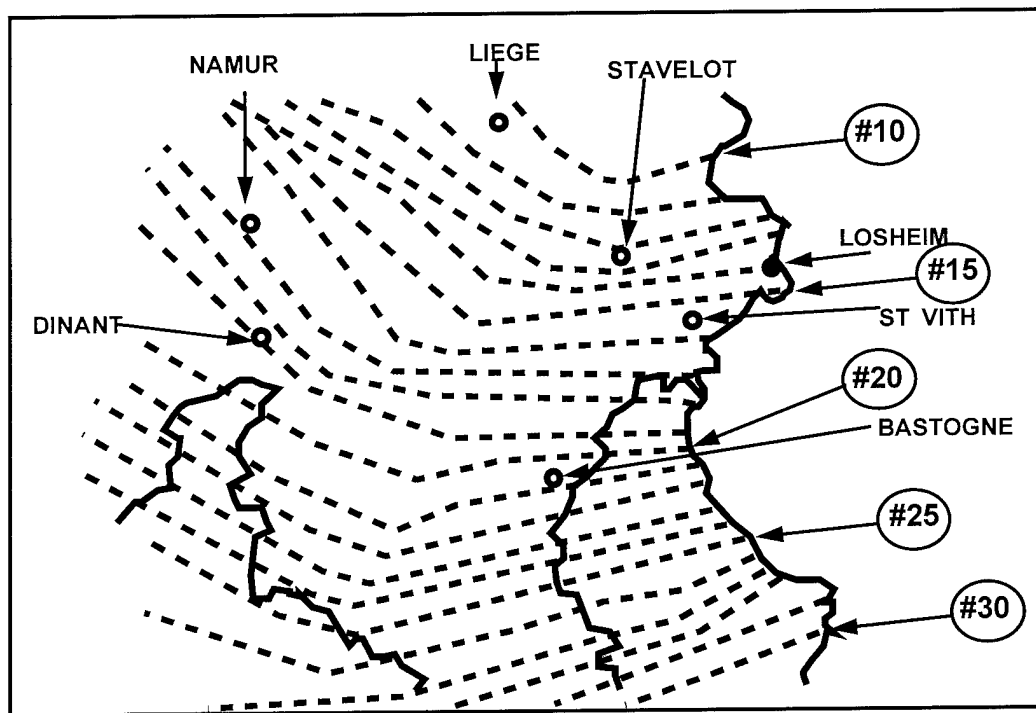 LIEGE
NAMUR
STAVELOT
#10
LOSHEIM
#15
ST VITH
DINANT
#20
BASTOGNE
#25
#30